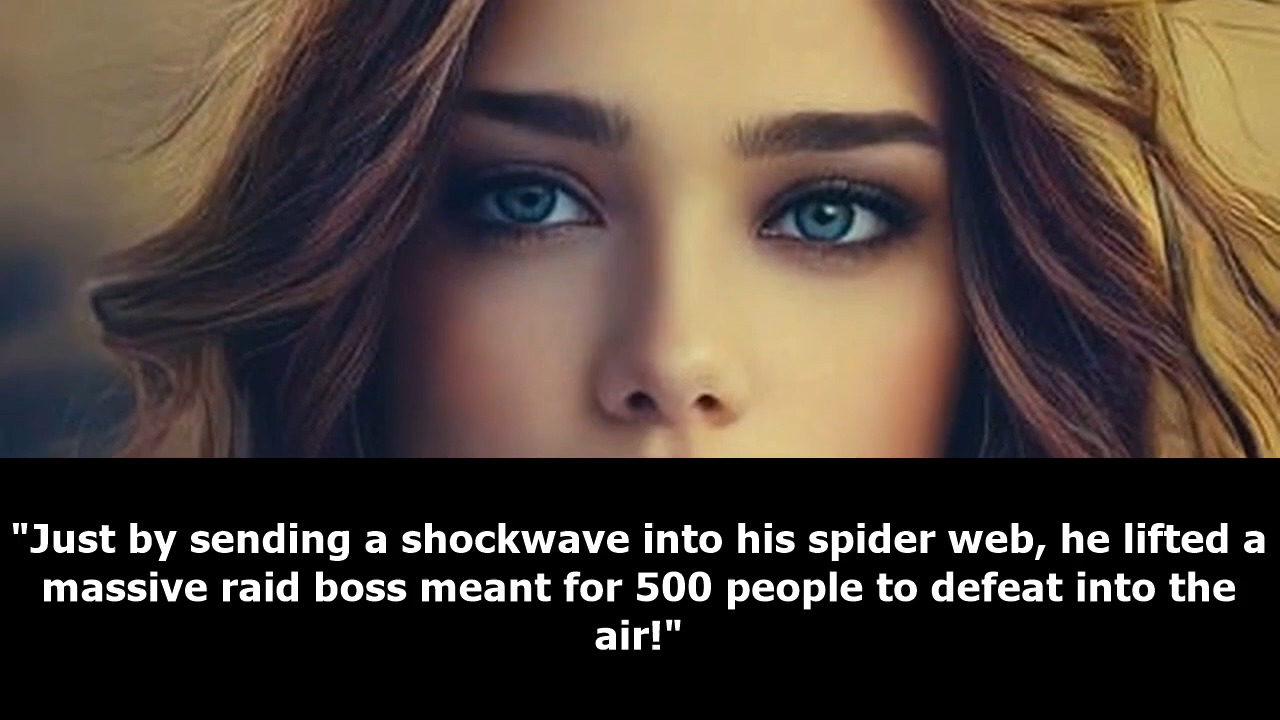 "Just by sending a shockwave into his spider web, he lifted a
massive raid boss meant for 500 people to defeat into the
air!"